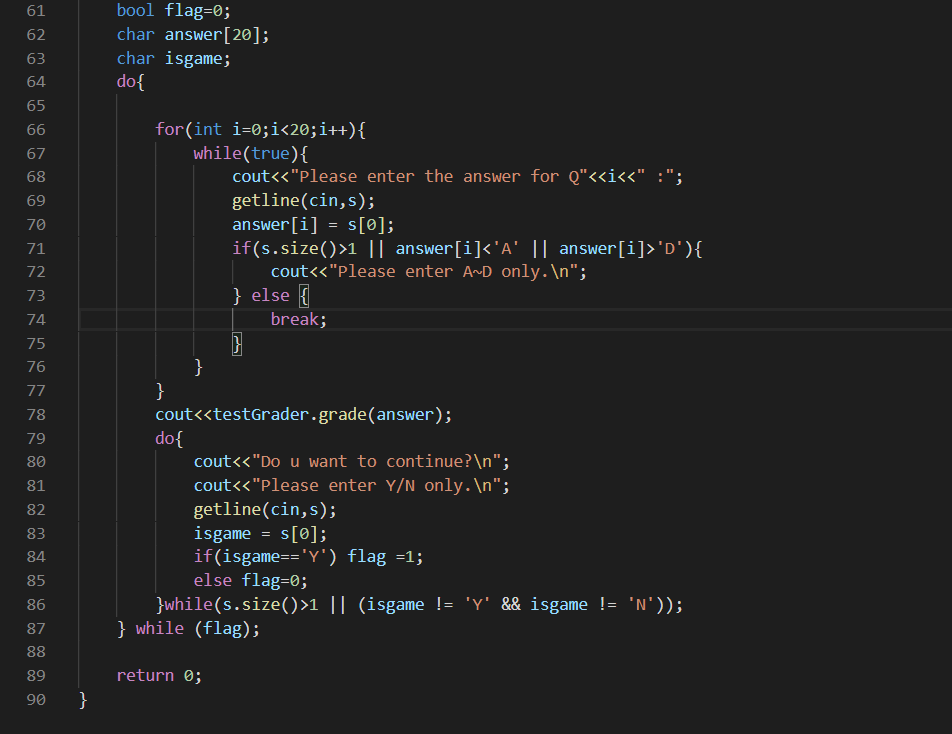 61 bool flag=0;
62 char answer[20];
63 char isgame;
64 do{
65
66 for(int i=0;i<20;i++){
67 while(true){
68 cout<<"Please enter the answer for Q"<<i<<" :";
69 getline(cin,s);
70 answer[i] = s[0];
71 if(s.size()>1 || answer[i]<'A' || answer[i]>'D'){
72 cout<<"Please enter A~D only.\n";
73 } else {
74 break;
75 }
76 }
77 }
78 cout<<testGrader.grade(answer);
79 do{
80 cout<<"Do u want to continue?\n";
81 cout<<"Please enter Y/N only.\n";
82 getline(cin,s);
83 isgame = s[0];
84 if(isgame=='Y') flag =1;
85 else flag=0;
86 }while(s.size()>1 || (isgame != 'Y' && isgame != 'N'));
87 } while (flag);
88
89 return 0;
90 }